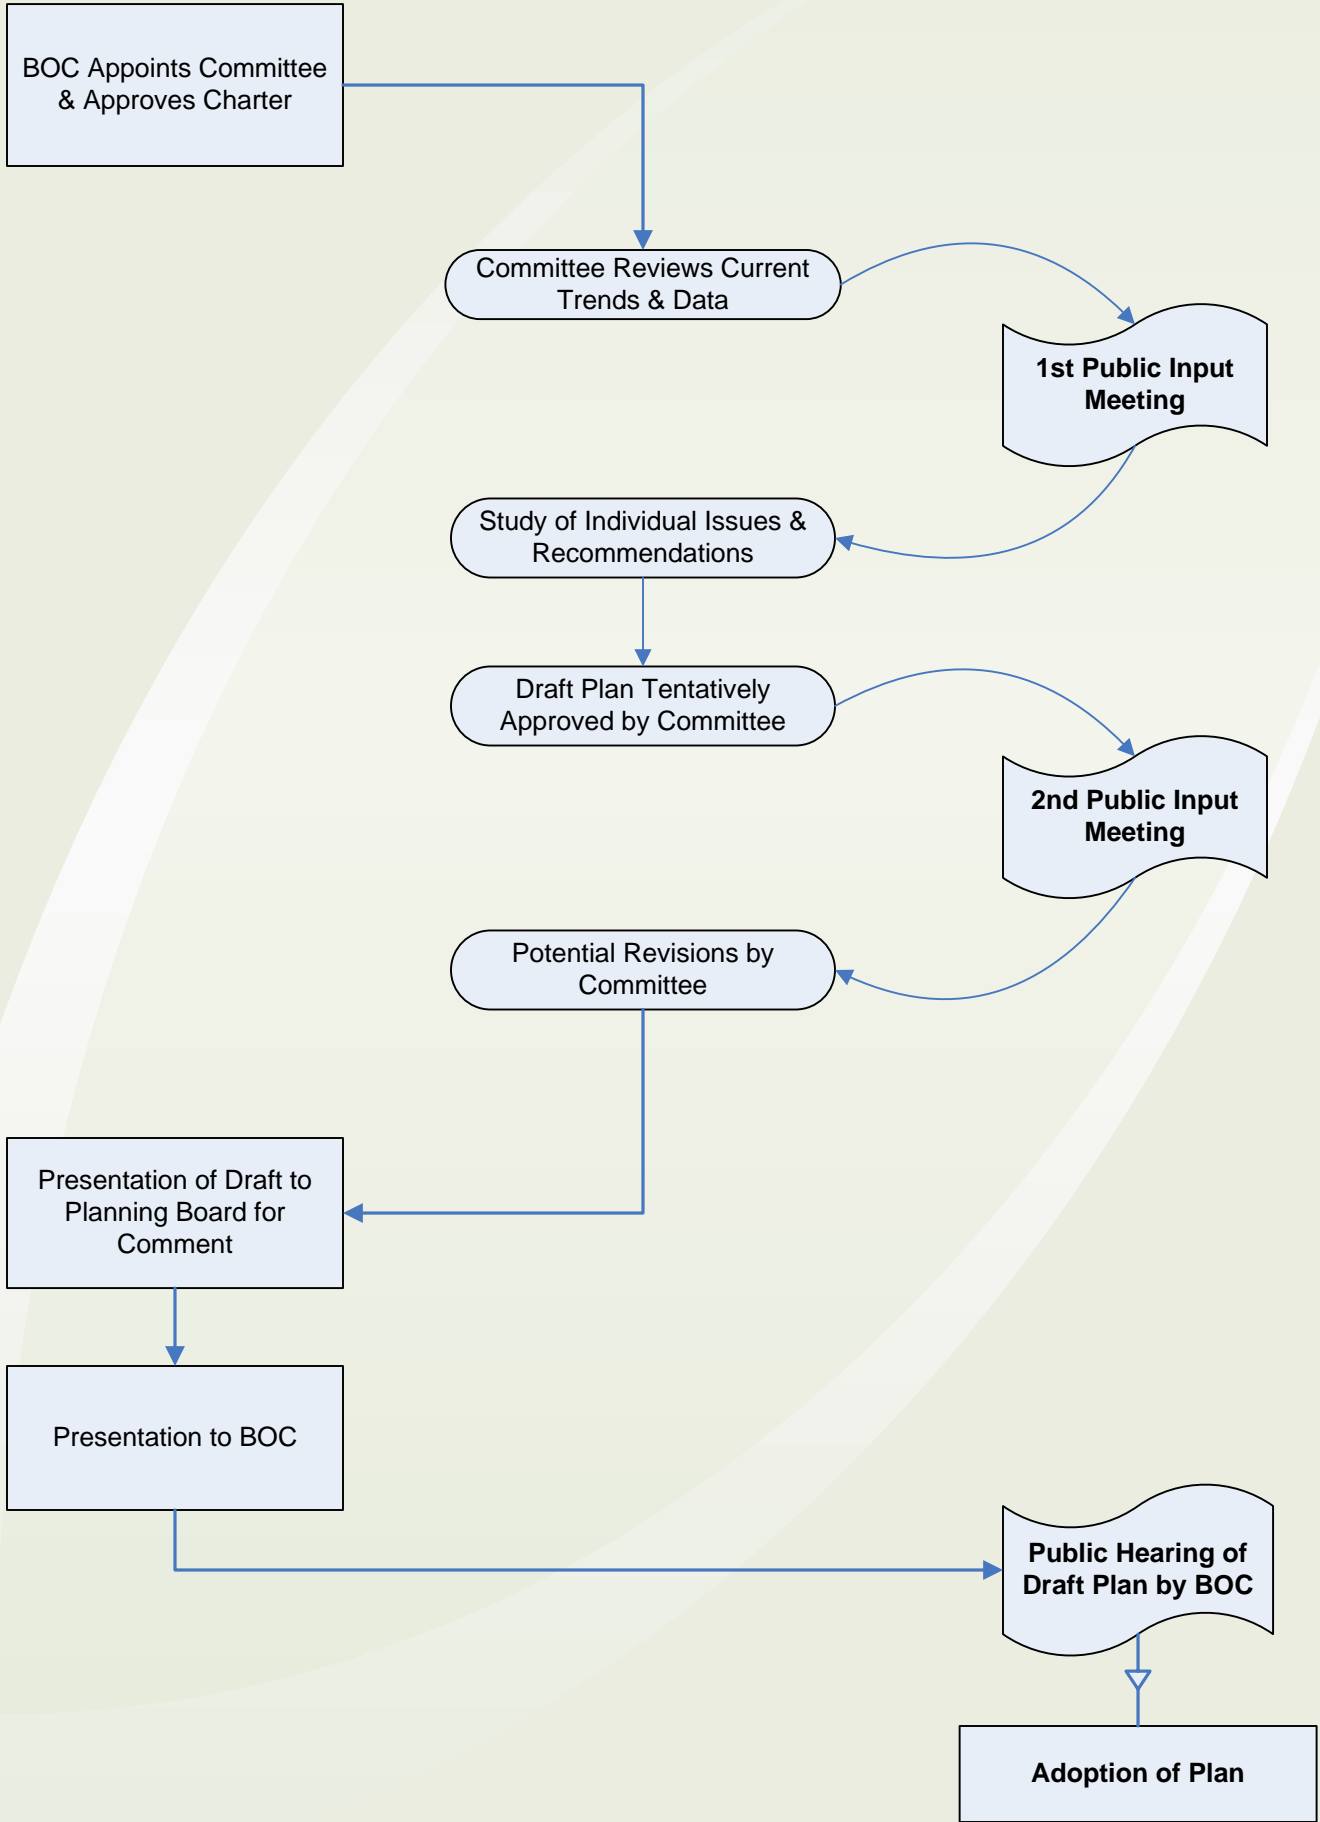 BOC Appoints Committee
& Approves Charter
Committee Reviews Current
Trends & Data
1st Public Input
Meeting
Study of Individual Issues &
Recommendations
Draft Plan Tentatively
Approved by Committee
2nd Public Input
Meeting
Potential Revisions by
Committee
Presentation of Draft to
Planning Board for
Comment
Presentation to BOC
Public Hearing of
Draft Plan by BOC
Adoption of Plan